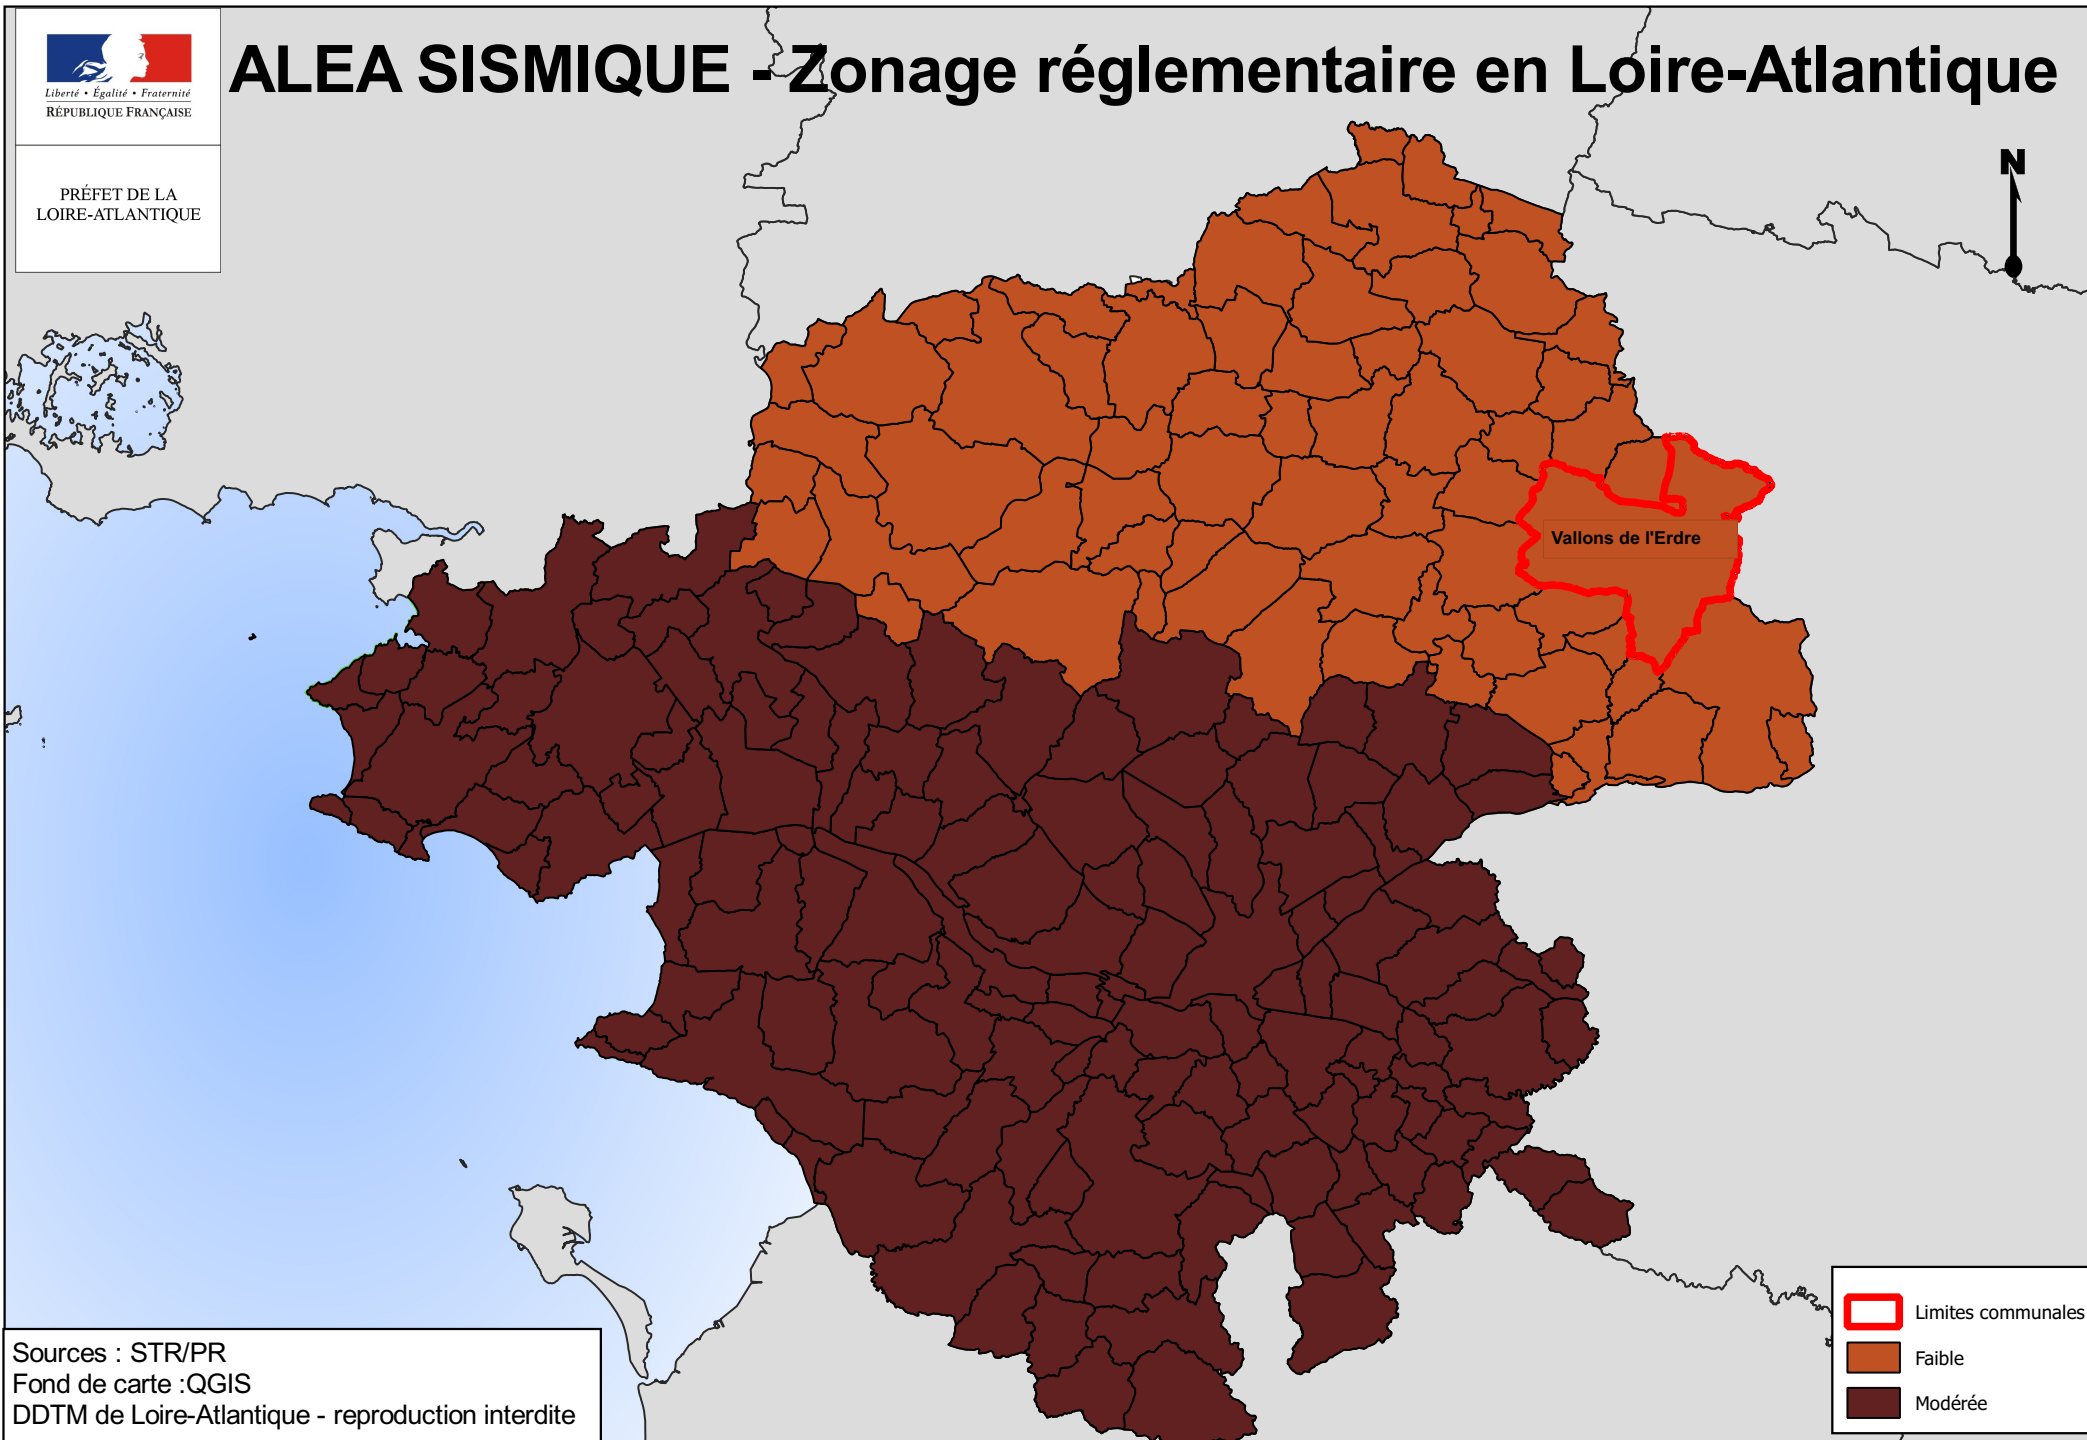 ALEA SISMIQUE - Zonage réglementaire en Loire-Atlantique
Liberté • Égalité • Fraternité
RÉPUBLIQUE FRANÇAISE
PRÉFET DE LA
LOIRE-ATLANTIQUE
N
Vallons de l'Erdre
Limites communales
Faible
Modérée
Sources : STR/PR
Fond de carte :QGIS
DDTM de Loire-Atlantique - reproduction interdite